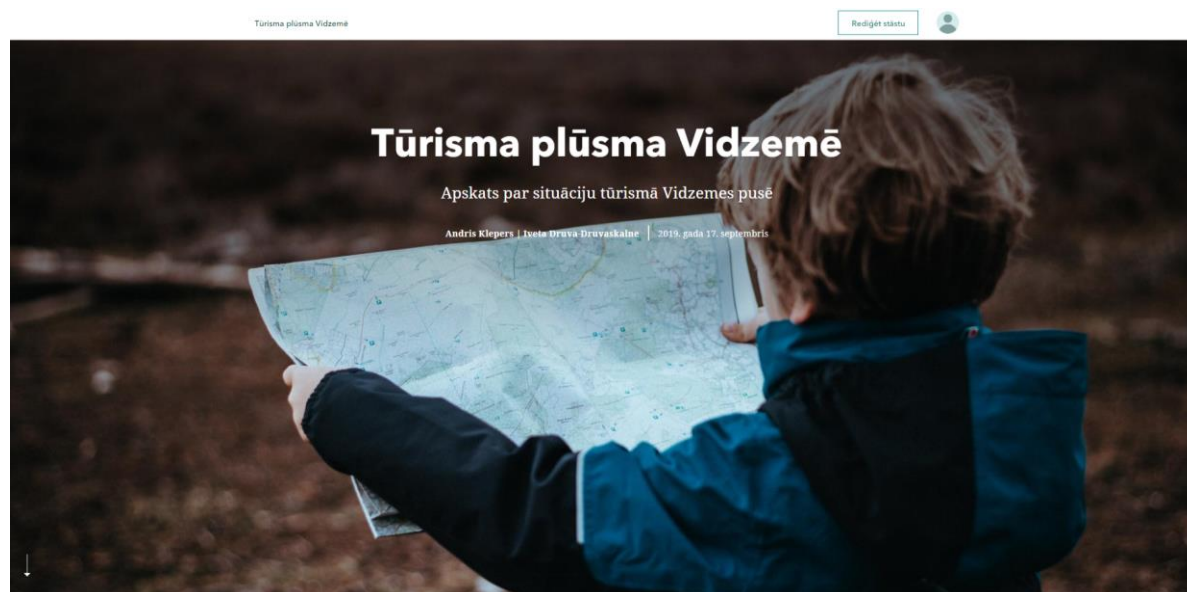 Tūrisma plūsma Vidzemē
Rediģēt stāstu
Tūrisma plūsma Vidzemē
Apskats par situāciju tūrismā Vidzemes pusē
Andris Klepers | Iveta Druva-Druvaskalne | 2019. gada 17. septembris